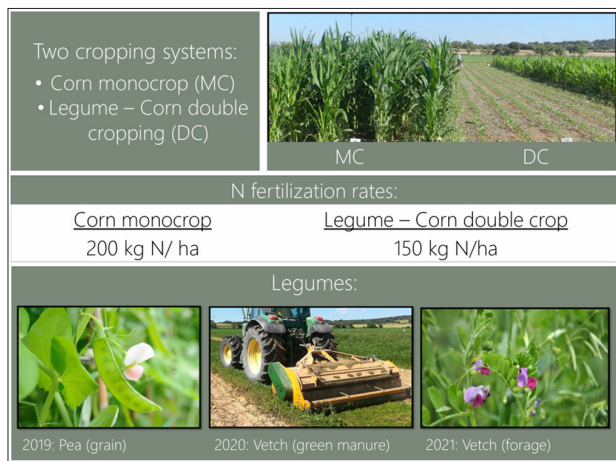 Two cropping systems:
• Corn monocrop (MC)
• Legume – Corn double
cropping (DC)
MC
DC
N fertilization rates:
Corn monocrop
200 kg N/ ha
Legume – Corn double crop
150 kg N/ha
Legumes:
2019: Pea (grain)
2020: Vetch (green manure)
2021: Vetch (forage)